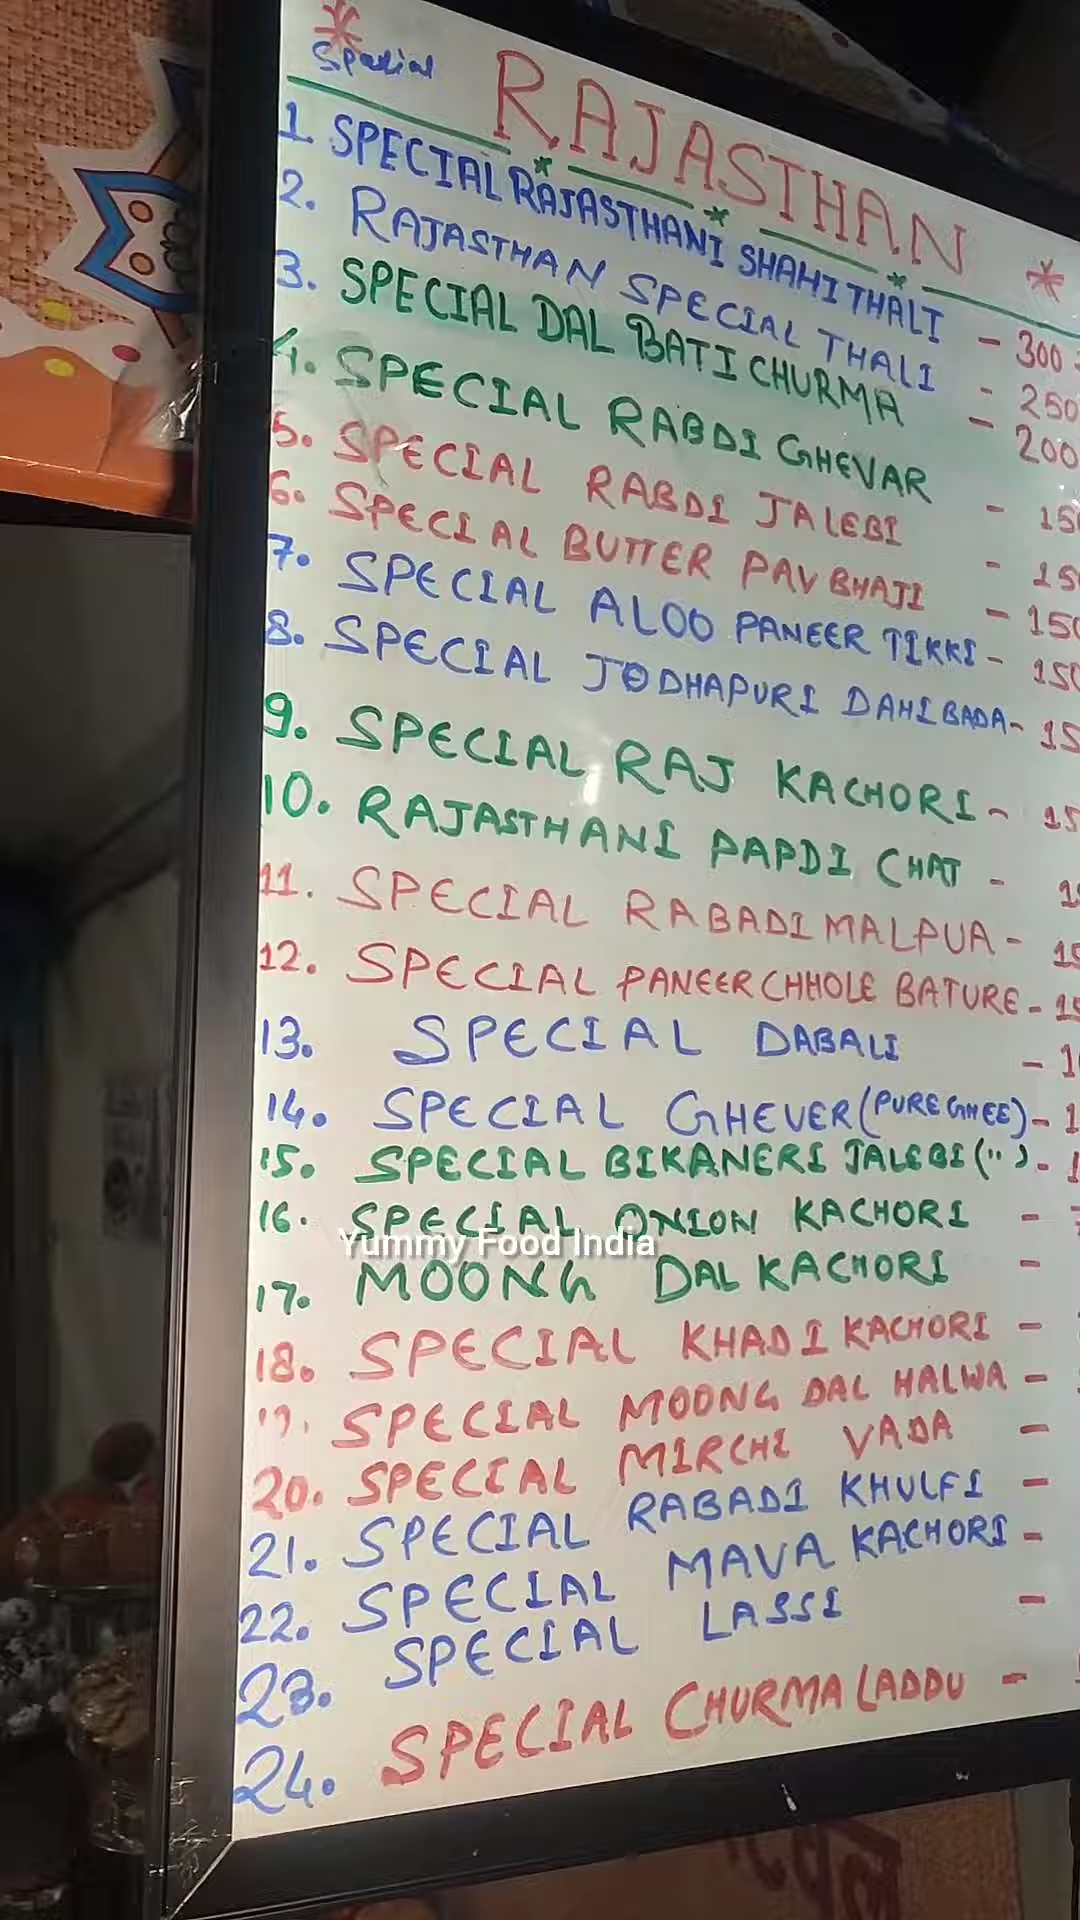 Special RAJASTHAN
1. SPECIAL RAJASTHANI SHAHI THALI - 300
2. RAJASTHAN SPECIAL THALI - 250
3. SPECIAL DAL BATI CHURMA - 200
4. SPECIAL RABDI GHEVAR -
5. SPECIAL RABDI JALEBI -
6. SPECIAL BUTTER PAV BHAJI -
7. SPECIAL ALOO PANEER TIKKI -
8. SPECIAL JODHAPURI DAHI BADA -
9. SPECIAL RAJ KACHORI -
10. RAJASTHANI PAPDI CHAT -
11. SPECIAL RABADI MALPUA -
12. SPECIAL PANEER CHHOLE BATURE -
13. SPECIAL DABALI -
14. SPECIAL GHEVER (PURE GHEE) -
15. SPECIAL BIKANERI JALEBI (") -
16. SPECIAL ONION KACHORI -
Yummy Food India
17. MOONG DAL KACHORI -
18. SPECIAL KHADI KACHORI -
19. SPECIAL MOONG DAL HALWA -
20. SPECIAL MIRCHI VADA -
21. SPECIAL RABADI KHULFI -
22. SPECIAL MAVA KACHORI -
23. SPECIAL LASSI -
24. SPECIAL CHURMA LADDU -